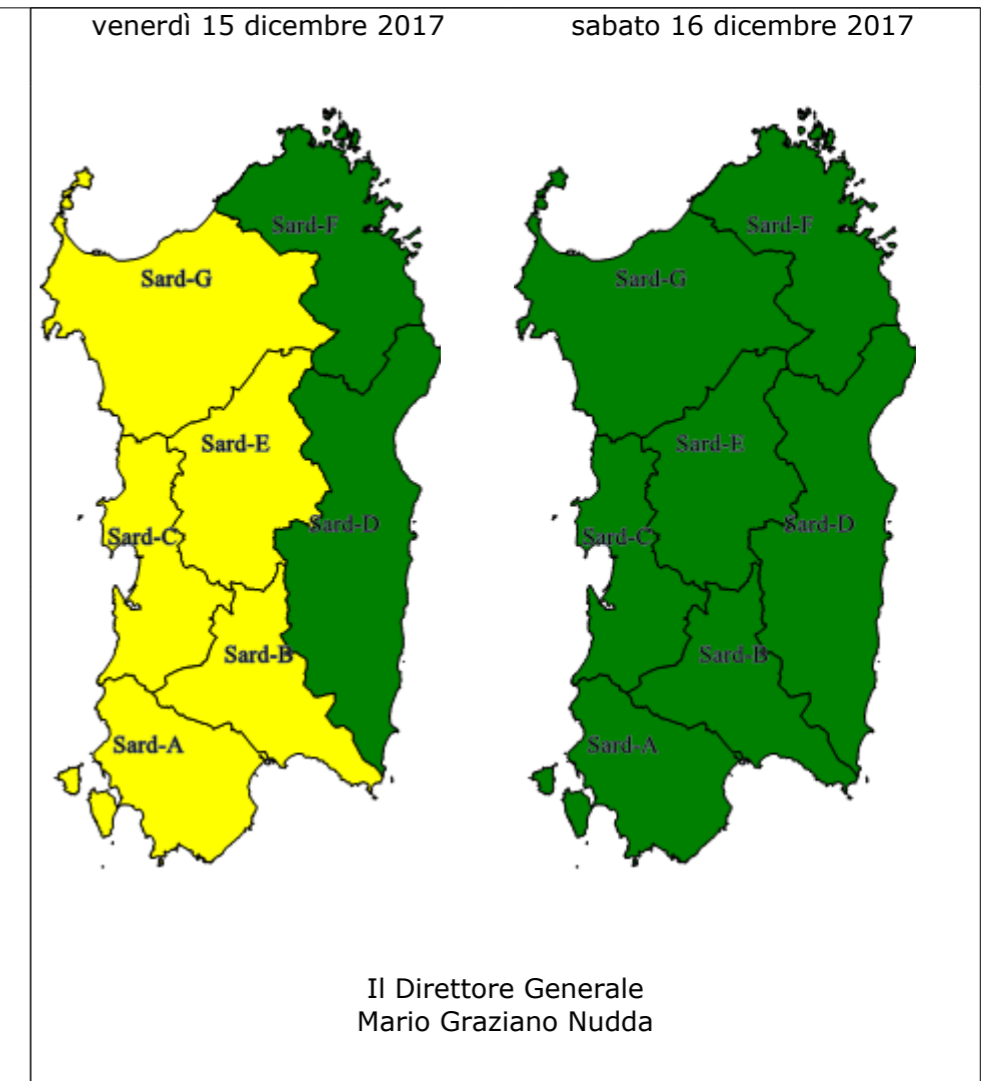 venerdì 15 dicembre 2017
sabato 16 dicembre 2017
Sard-F
Sard-G
Sard-E
Sard-D
Sard-C
Sard-B
Sard-A
Sard-F
Sard-G
Sard-E
Sard-D
Sard-C
Sard-B
Sard-A
Il Direttore Generale
Mario Graziano Nudda